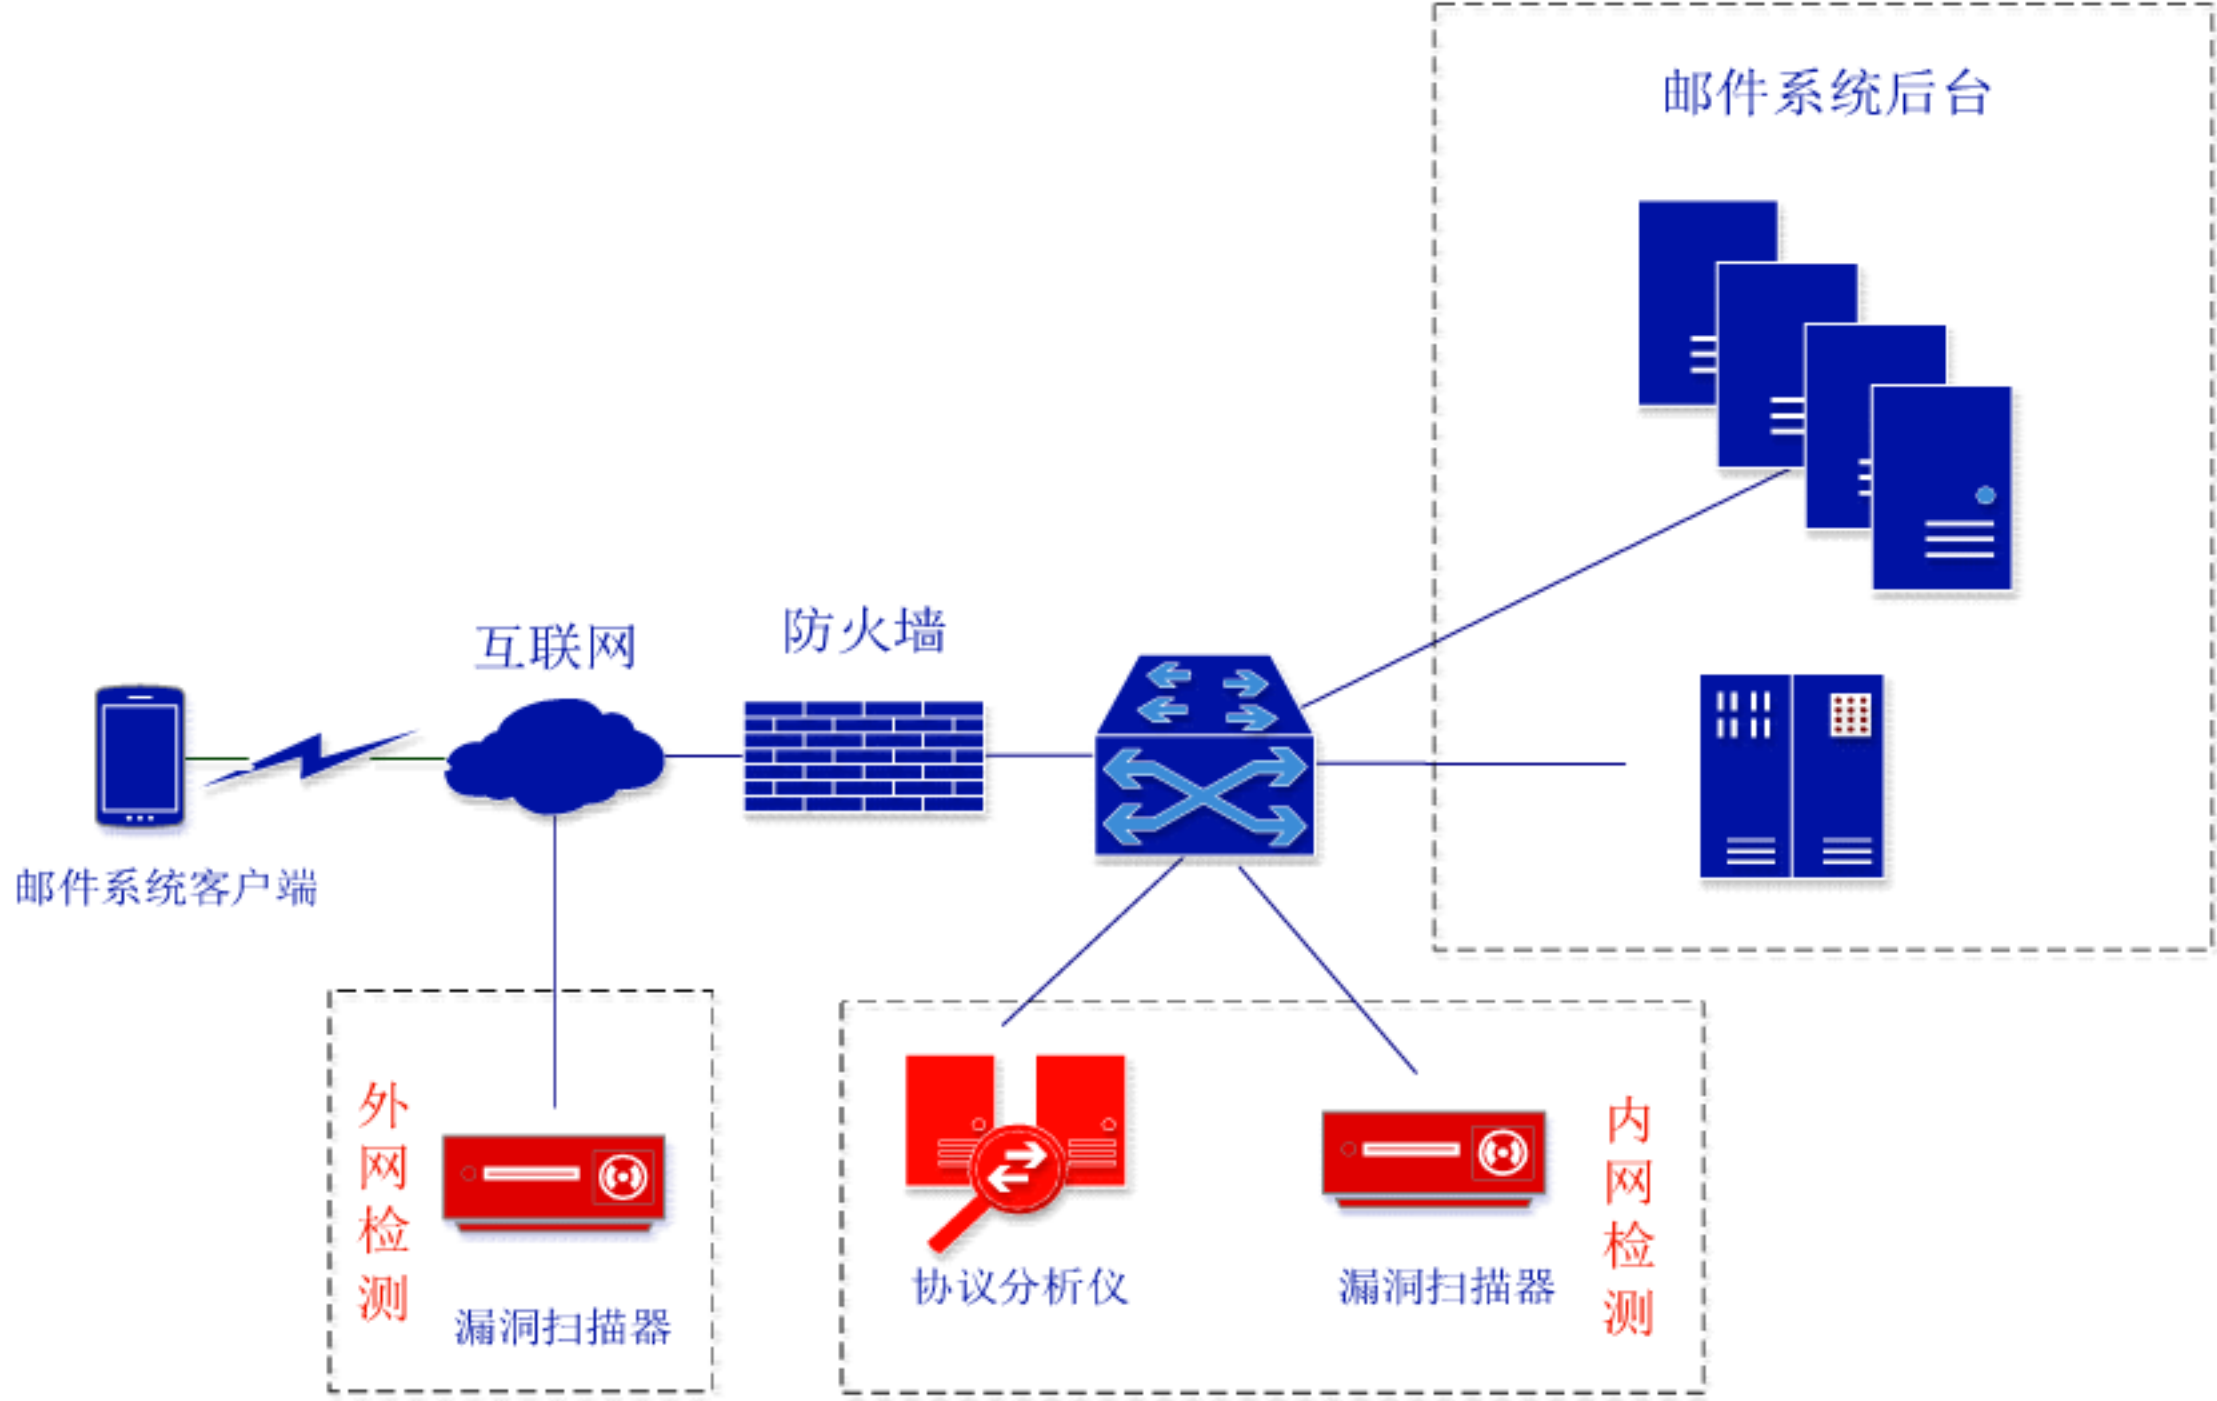 邮件系统后台
防火墙
互联网
邮件系统客户端
外网检测
漏洞扫描器
协议分析仪
漏洞扫描器
内网检测